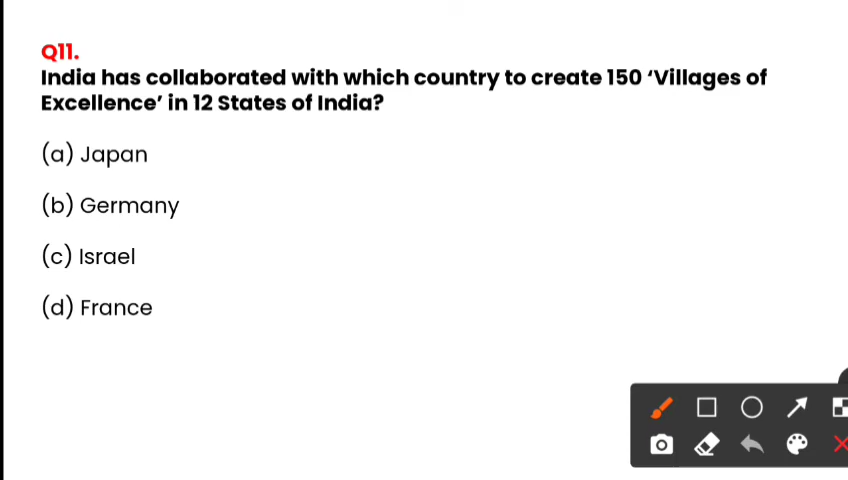 Q11.
India has collaborated with which country to create 150 ‘Villages of
Excellence’ in 12 States of India?
(a) Japan
(b) Germany
(c) Israel
(d) France